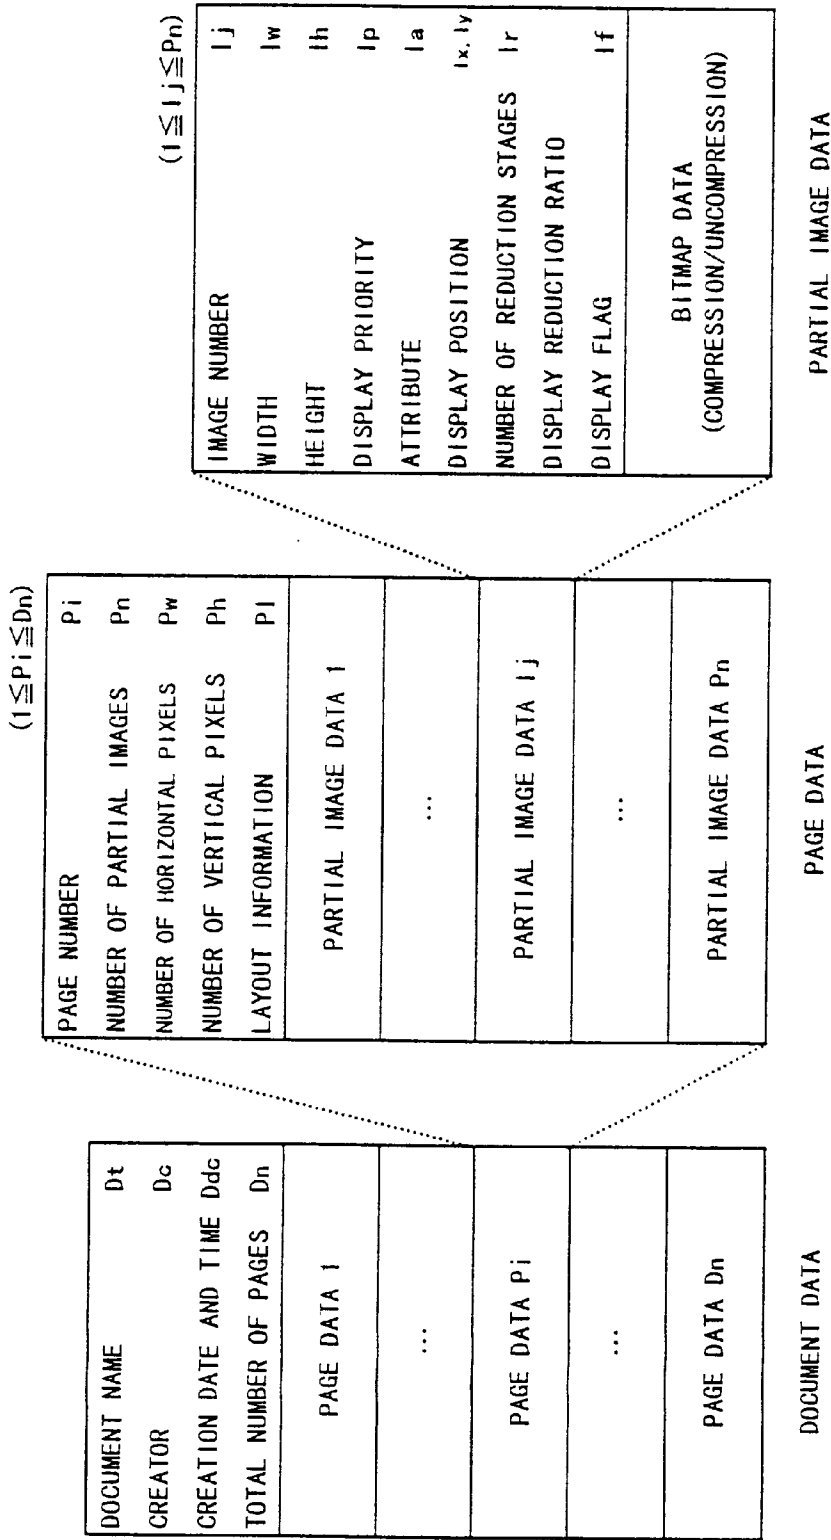 DOCUMENT NAME Dt
CREATOR Dc
CREATION DATE AND TIME Ddc
TOTAL NUMBER OF PAGES Dn
PAGE DATA 1
...
PAGE DATA Pi
...
PAGE DATA Dn
DOCUMENT DATA
(1≦Pi≦Dn)
PAGE NUMBER Pi
NUMBER OF PARTIAL IMAGES Pn
NUMBER OF HORIZONTAL PIXELS Pw
NUMBER OF VERTICAL PIXELS Ph
LAYOUT INFORMATION Pl
PARTIAL IMAGE DATA 1
...
PARTIAL IMAGE DATA Ij
...
PARTIAL IMAGE DATA Pn
PAGE DATA
(1≦Ij≦Pn)
IMAGE NUMBER Ij
WIDTH Iw
HEIGHT Ih
DISPLAY PRIORITY Ip
ATTRIBUTE Ia
DISPLAY POSITION Ix, Iy
NUMBER OF REDUCTION STAGES Ir
DISPLAY REDUCTION RATIO
DISPLAY FLAG If
BITMAP DATA
(COMPRESSION/UNCOMPRESSION)
PARTIAL IMAGE DATA